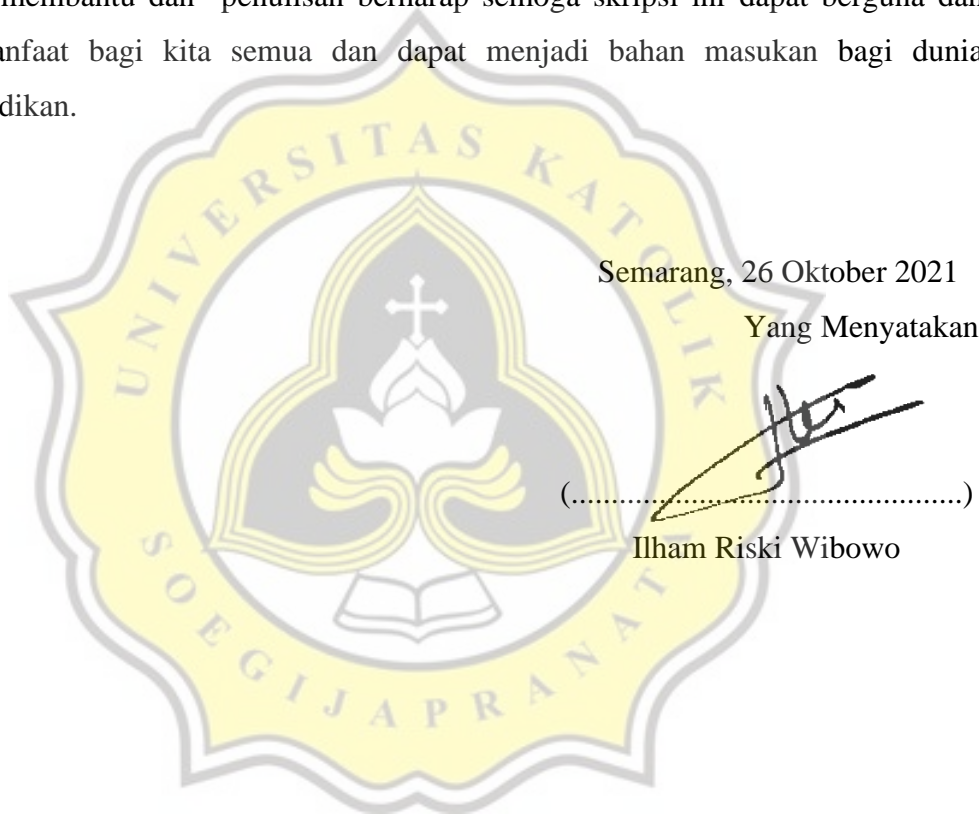 membantu dan penulisan berharap semoga skripsi ini dapat berguna dan
anfaat bagi kita semua dan dapat menjadi bahan masukan bagi dunia
dikan.
UNIVERSITAS KATOLIK
Semarang, 26 Oktober 2021
Yang Menyatakan
(................................................)
Ilham Riski Wibowo
SOEGIJAPRANATA